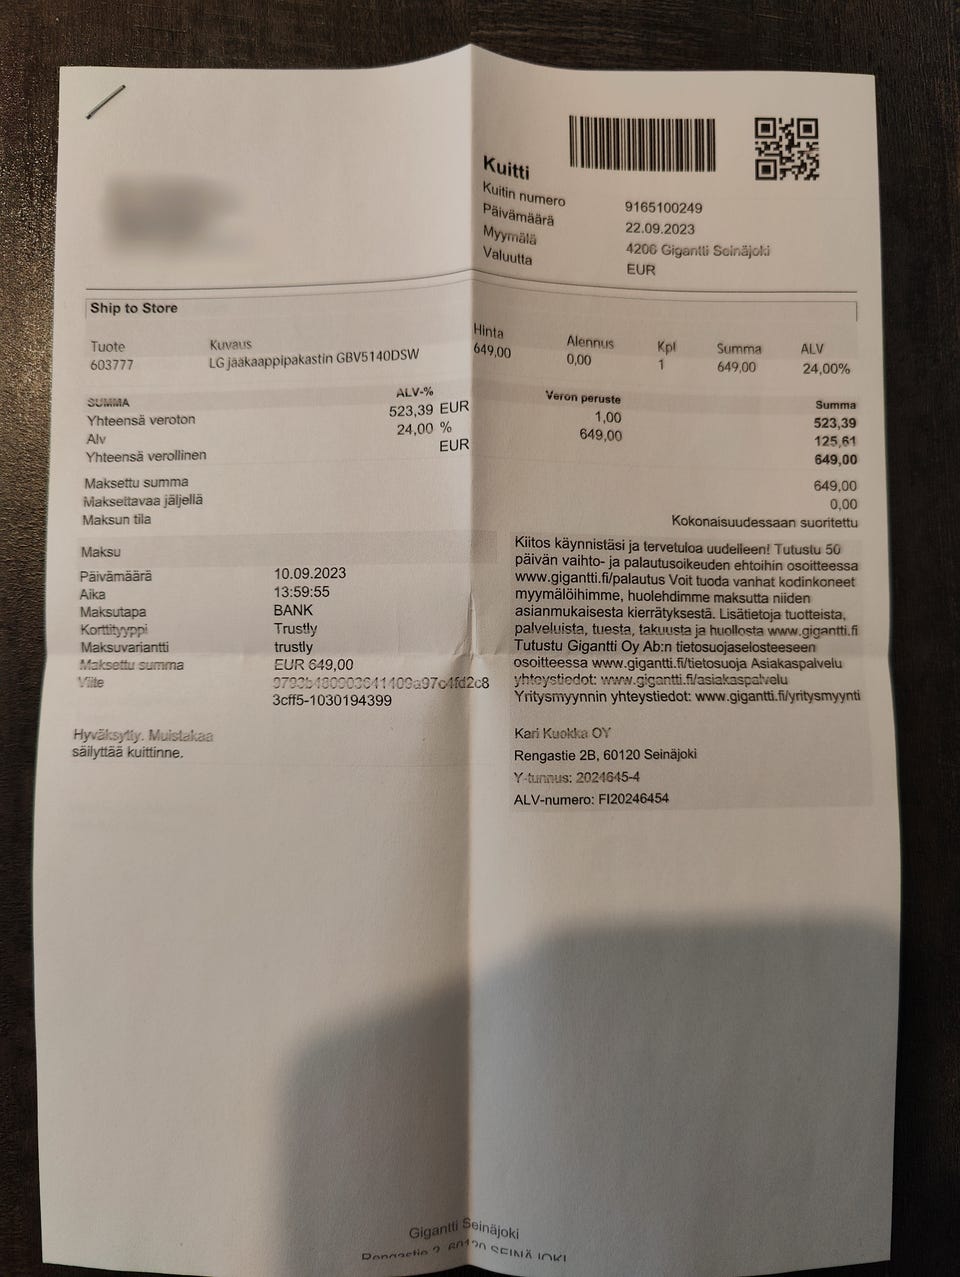 Kuitti
Kuitin numero 9165100249
Päivämäärä 22.09.2023
Myymälä 4206 Gigantti Seinäjoki
Valuutta EUR
Ship to Store
Tuote Kuvaus Hinta Alennus Kpl Summa ALV
603777 LG jääkaappipakastin GBV5140DSW 649,00 0,00 1 649,00 24,00%
SUMMA ALV-% Veron peruste Summa
Yhteensä veroton 523,39 EUR 1,00 523,39
Alv 24,00 % 649,00 125,61
Yhteensä verollinen EUR 649,00
Maksettu summa 649,00
Maksettavaa jäljellä 0,00
Maksun tila Kokonaisuudessaan suoritettu
Maksu
Päivämäärä 10.09.2023
Aika 13:59:55
Maksutapa BANK
Korttityyppi Trustly
Maksuvariantti trustly
Maksettu summa EUR 649,00
Viite
3cff5-1030194399
Hyväksytty. Muistakaa
säilyttää kuittinne.
Kiitos käynnistäsi ja tervetuloa uudelleen! Tutustu 50
päivän vaihto- ja palautusoikeuden ehtoihin osoitteessa
www.gigantti.fi/palautus Voit tuoda vanhat kodinkoneet
myymälöihimme, huolehdimme maksutta niiden
asianmukaisesta kierrätyksestä. Lisätietoja tuotteista,
palveluista, tuesta, takuusta ja huollosta www.gigantti.fi
Tutustu Gigantti Oy Ab:n tietosuojaselosteeseen
osoitteessa www.gigantti.fi/tietosuoja Asiakaspalvelu
yhteystiedot: www.gigantti.fi/asiakaspalvelu
Yritysmyynnin yhteystiedot: www.gigantti.fi/yritysmyynti
Kari Kuokka OY
Rengastie 2B, 60120 Seinäjoki
Y-tunnus: 2024645-4
ALV-numero: FI20246454
Gigantti Seinäjoki
Rengastie 2, 60120 SEINÄJOKI